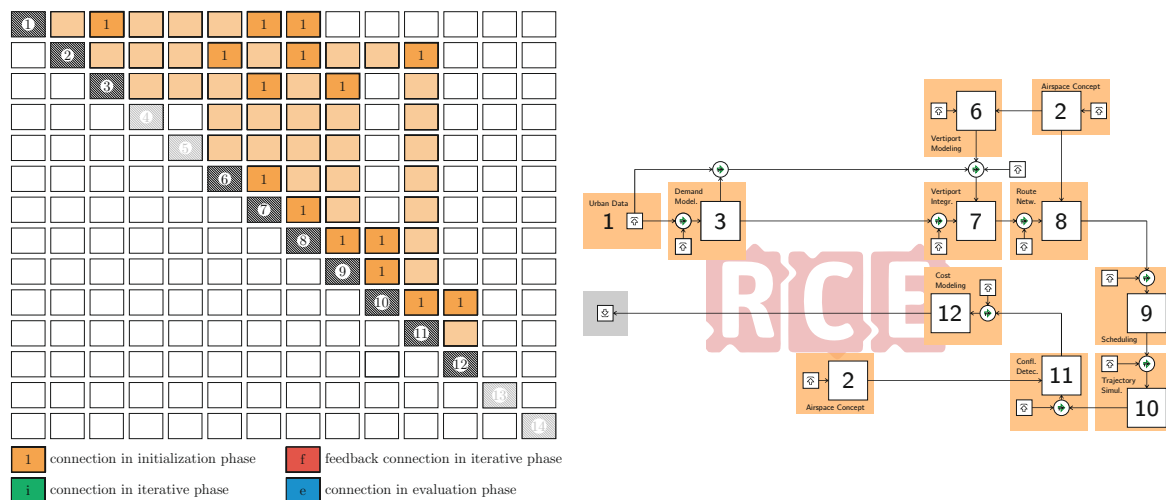 1 1 1 1
2 1 1 1
3 1 1
4
5
6 1
7 1
8 1 1
9 1
10 1 1
11
12
13
14
1 connection in initialization phase
f feedback connection in iterative phase
i connection in iterative phase
e connection in evaluation phase
Airspace Concept
6
2
Vertiport
Modeling
Urban Data
1
Demand
Model.
3
Vertiport
Integr.
7
Route
Netw.
8
RCE
Cost
Modeling
12
9
Scheduling
2
Airspace Concept
Confl.
Detec.
11
Trajectory
Simul.
10